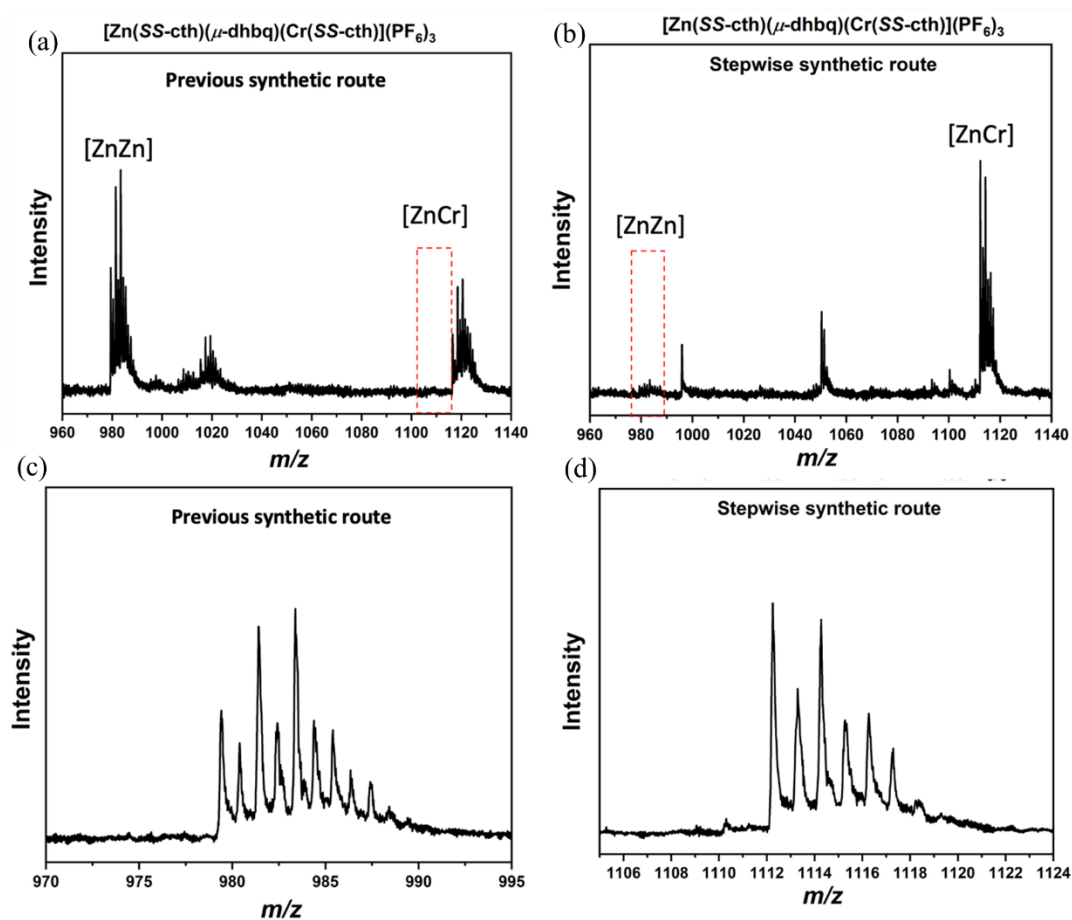 [Zn(SS-cth)(μ-dhbq)(Cr(SS-cth)](PF6)3
(a)
Previous synthetic route
[ZnZn]
[ZnCr]
Intensity
960 980 1000 1020 1040 1060 1080 1100 1120 1140
m/z
[Zn(SS-cth)(μ-dhbq)(Cr(SS-cth)](PF6)3
(b)
Stepwise synthetic route
[ZnCr]
[ZnZn]
Intensity
960 980 1000 1020 1040 1060 1080 1100 1120 1140
m/z
(c)
Previous synthetic route
Intensity
970 975 980 985 990 995
m/z
(d)
Stepwise synthetic route
Intensity
1106 1108 1110 1112 1114 1116 1118 1120 1122 1124
m/z